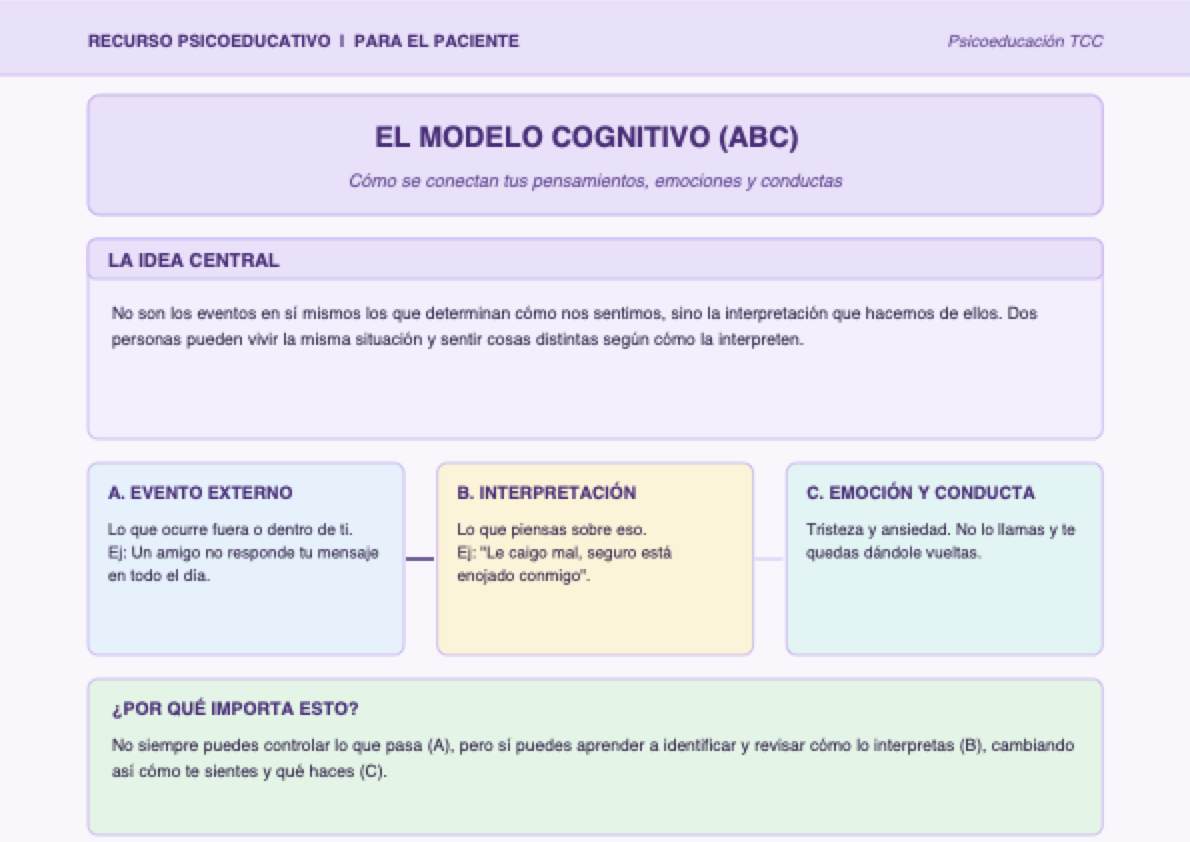 RECURSO PSICOEDUCATIVO | PARA EL PACIENTE
Psicoeducación TCC
EL MODELO COGNITIVO (ABC)
Cómo se conectan tus pensamientos, emociones y conductas
LA IDEA CENTRAL
No son los eventos en sí mismos los que determinan cómo nos sentimos, sino la interpretación que hacemos de ellos. Dos
personas pueden vivir la misma situación y sentir cosas distintas según cómo la interpreten.
A. EVENTO EXTERNO
Lo que ocurre fuera o dentro de ti.
Ej: Un amigo no responde tu mensaje
en todo el día.
B. INTERPRETACIÓN
Lo que piensas sobre eso.
Ej: "Le caigo mal, seguro está
enojado conmigo".
C. EMOCIÓN Y CONDUCTA
Tristeza y ansiedad. No lo llamas y te
quedas dándole vueltas.
¿POR QUÉ IMPORTA ESTO?
No siempre puedes controlar lo que pasa (A), pero sí puedes aprender a identificar y revisar cómo lo interpretas (B), cambiando
así cómo te sientes y qué haces (C).